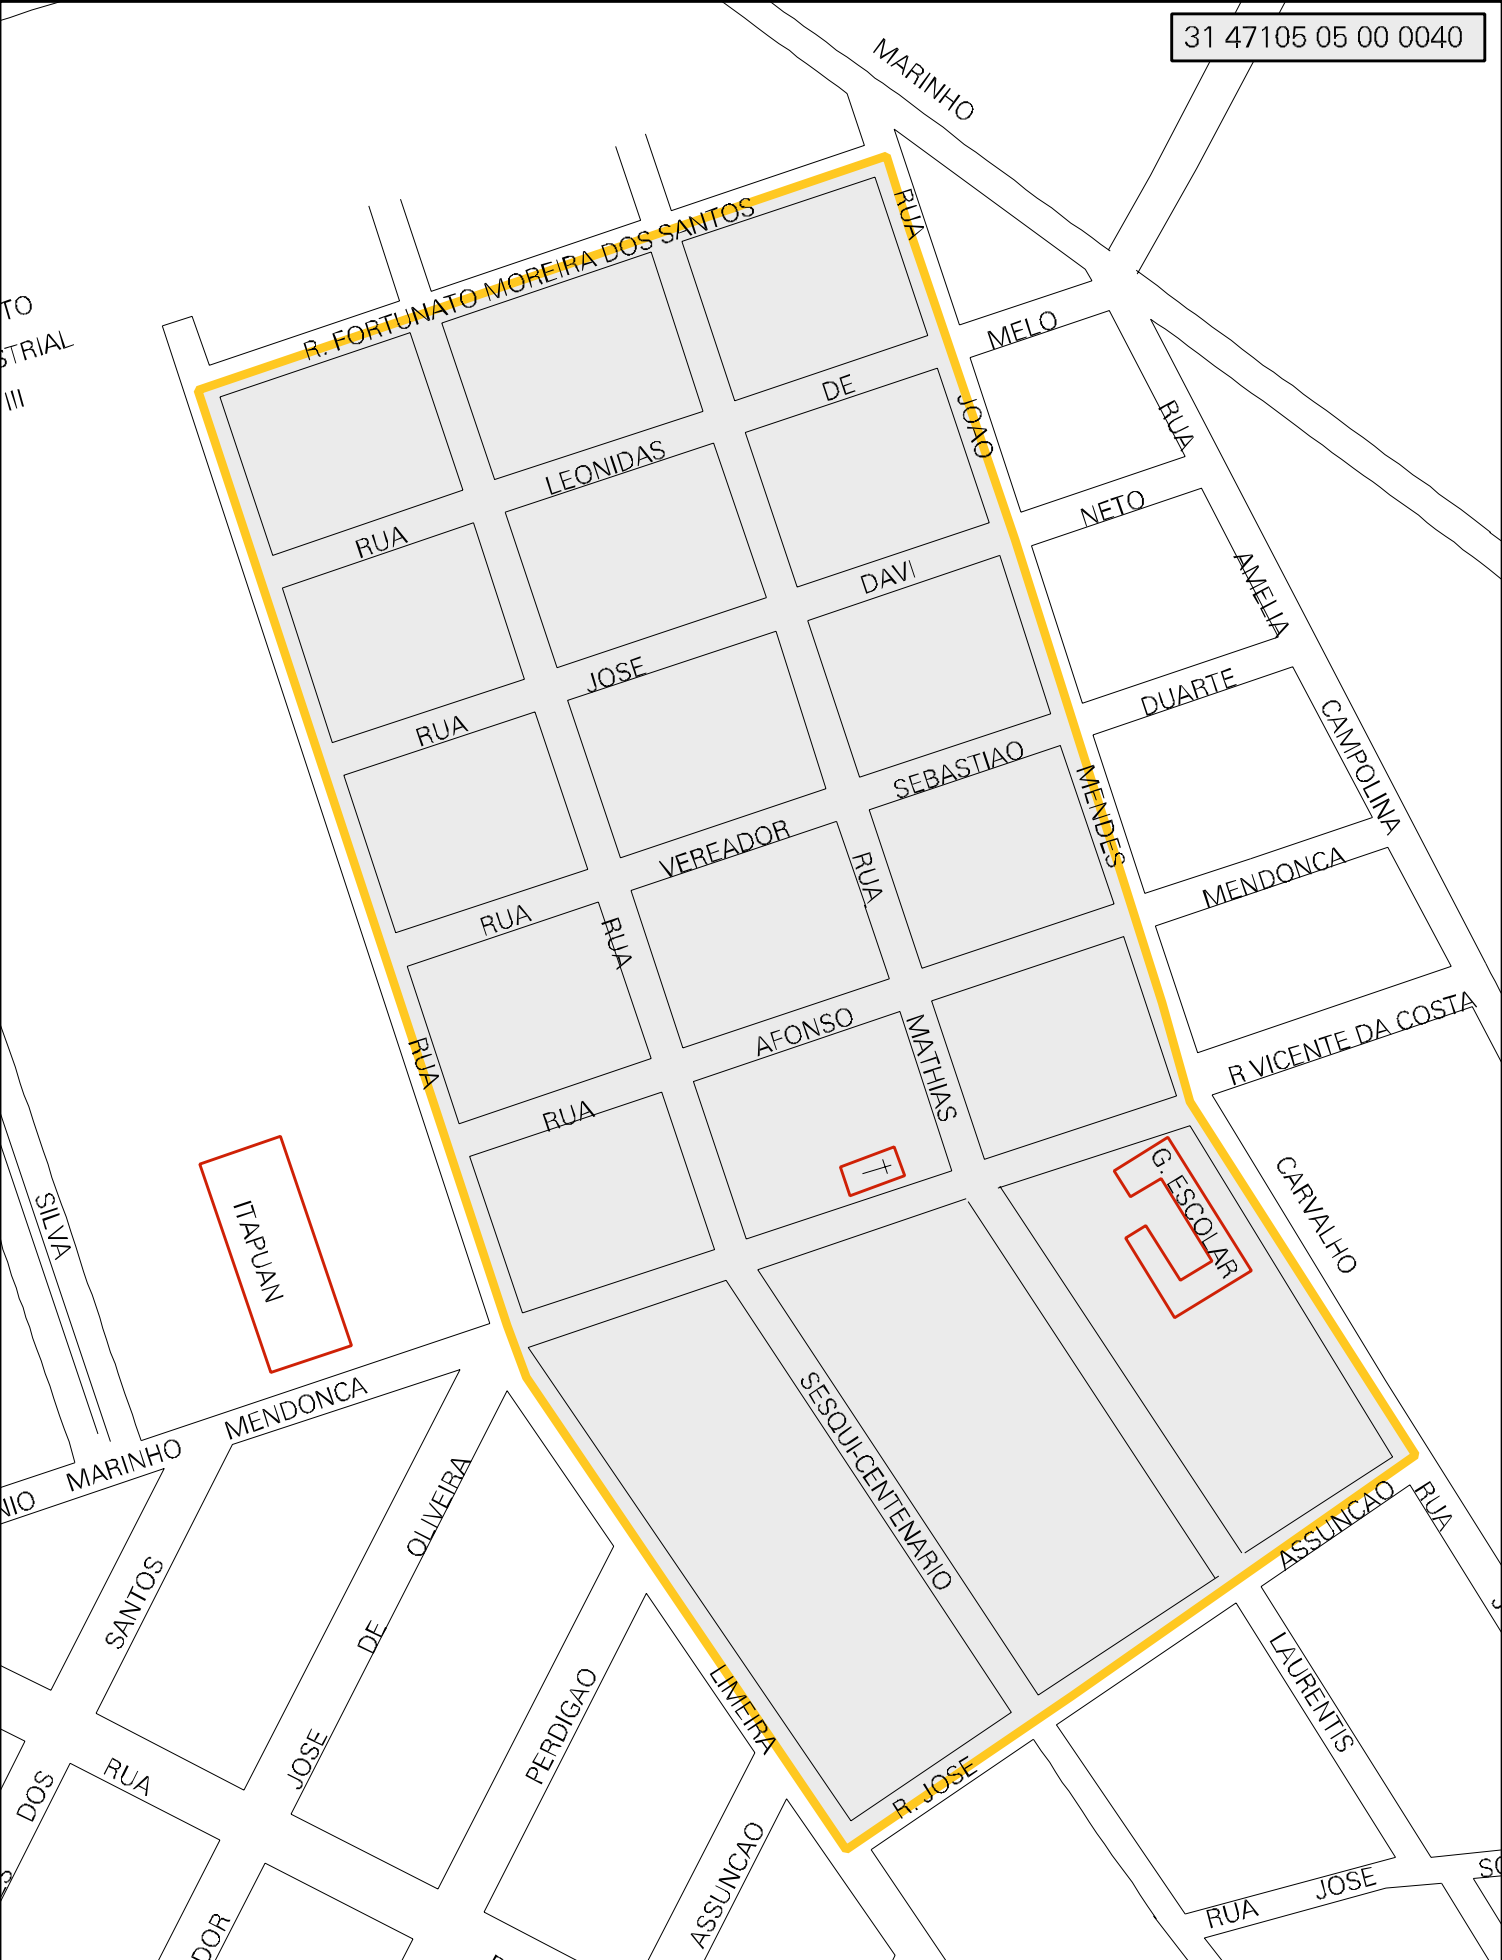 31 47105 05 00 0040
MARINHO
RUA
R. FORTUNATO MOREIRA DOS SANTOS
TO
STRIAL
III
MELO
DE
JOAO
RUA
LEONIDAS
RUA
NETO
DAVI
AMELIA
JOSE
DUARTE
RUA
CAMPOLINA
SEBASTIAO
MENDES
VEREADOR
RUA
MENDONCA
RUA
RUA
AFONSO
MATHIAS
R VICENTE DA COSTA
RUA
RUA
G. ESCOLAR
CARVALHO
SILVA
ITAPUAN
MENDONCA
MARINHO
NIO
SESQUI-CENTENARIO
OLIVEIRA
ASSUNCAO
RUA
SANTOS
DE
LIMEIRA
LAURENTIS
PERDIGAO
JOSE
RUA
DOS
R. JOSE
ASSUNCAO
JOSE
RUA
SO
DOR